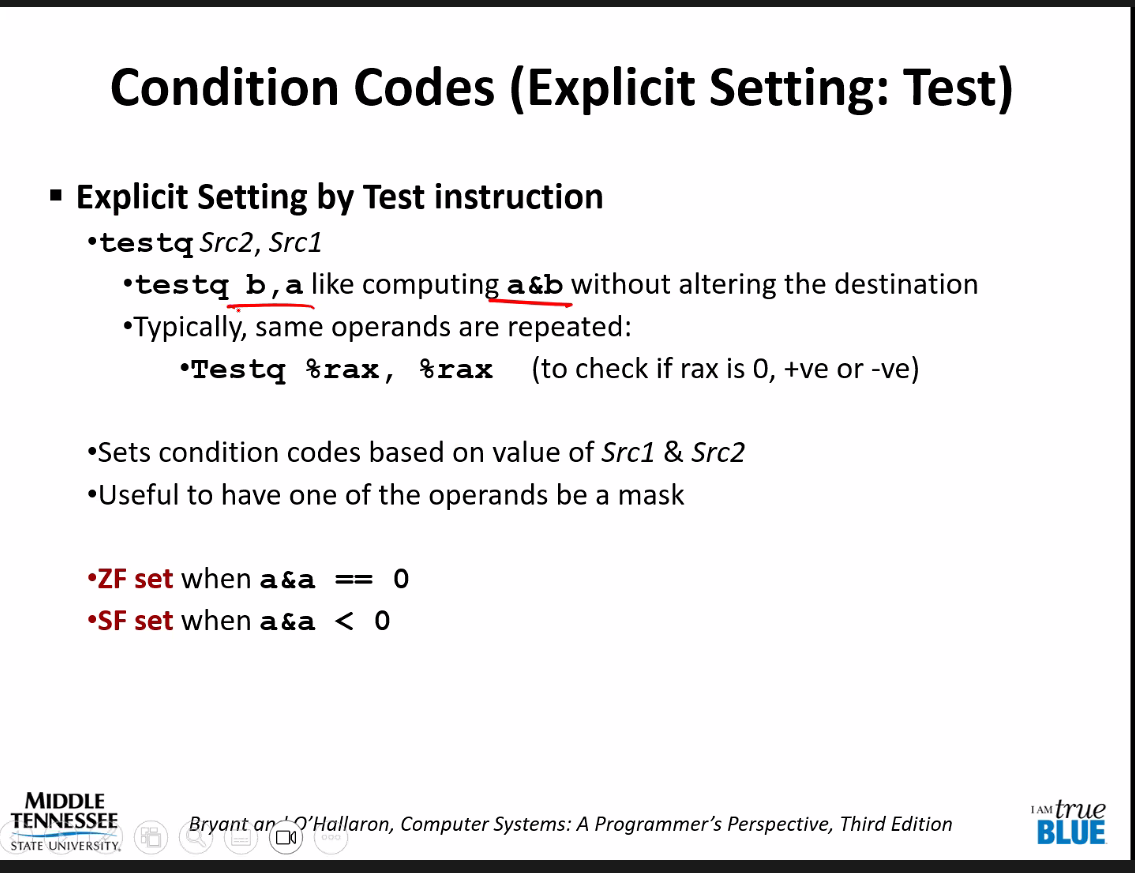 Condition Codes (Explicit Setting: Test)
▪ Explicit Setting by Test instruction
•testq Src2, Src1
•testq b,a like computing a&b without altering the destination
•Typically, same operands are repeated:
•Testq %rax, %rax (to check if rax is 0, +ve or -ve)
•Sets condition codes based on value of Src1 & Src2
•Useful to have one of the operands be a mask
•ZF set when a&a == 0
•SF set when a&a < 0
MIDDLE
TENNESSEE
STATE UNIVERSITY.
Bryant and O'Hallaron, Computer Systems: A Programmer's Perspective, Third Edition
I AM true
BLUE